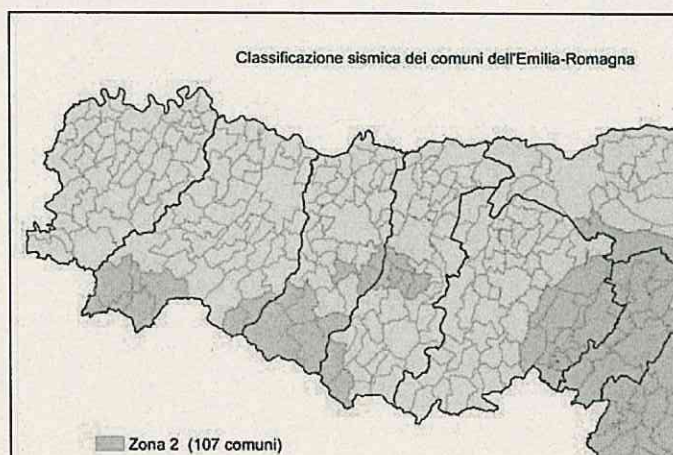 Classificazione sismica dei comuni dell'Emilia-Romagna
Zona 2 (107 comuni)